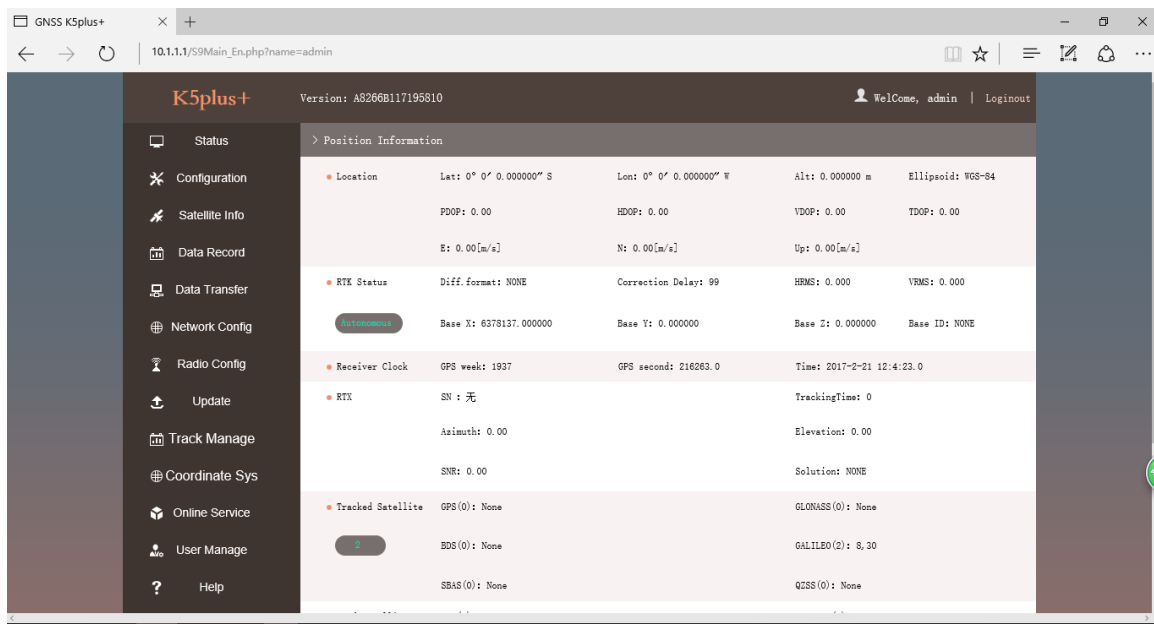 GNSS K5plus+
10.1.1.1/S9Main_En.php?name=admin
K5plus+ Version: A8266B117195810 WelCome, admin | Loginout
Status
Configuration
Satellite Info
Data Record
Data Transfer
Network Config
Radio Config
Update
Track Manage
Coordinate Sys
Online Service
User Manage
Help
> Position Information
Location Lat: 0° 0′ 0.000000″ S Lon: 0° 0′ 0.000000″ W Alt: 0.000000 m Ellipsoid: WGS-84
PDOP: 0.00 HDOP: 0.00 VDOP: 0.00 TDOP: 0.00
E: 0.00[m/s] N: 0.00[m/s] Up: 0.00[m/s]
RTK Status Diff.format: NONE Correction Delay: 99 HRMS: 0.000 VRMS: 0.000
Autonomous Base X: 6378137.000000 Base Y: 0.000000 Base Z: 0.000000 Base ID: NONE
Receiver Clock GPS week: 1937 GPS second: 216263.0 Time: 2017-2-21 12:4:23.0
RTX SN : 无 TrackingTime: 0
Azimuth: 0.00 Elevation: 0.00
SNR: 0.00 Solution: NONE
Tracked Satellite GPS(0): None GLONASS(0): None
2 BDS(0): None GALILEO(2): 8,30
SBAS(0): None QZSS(0): None